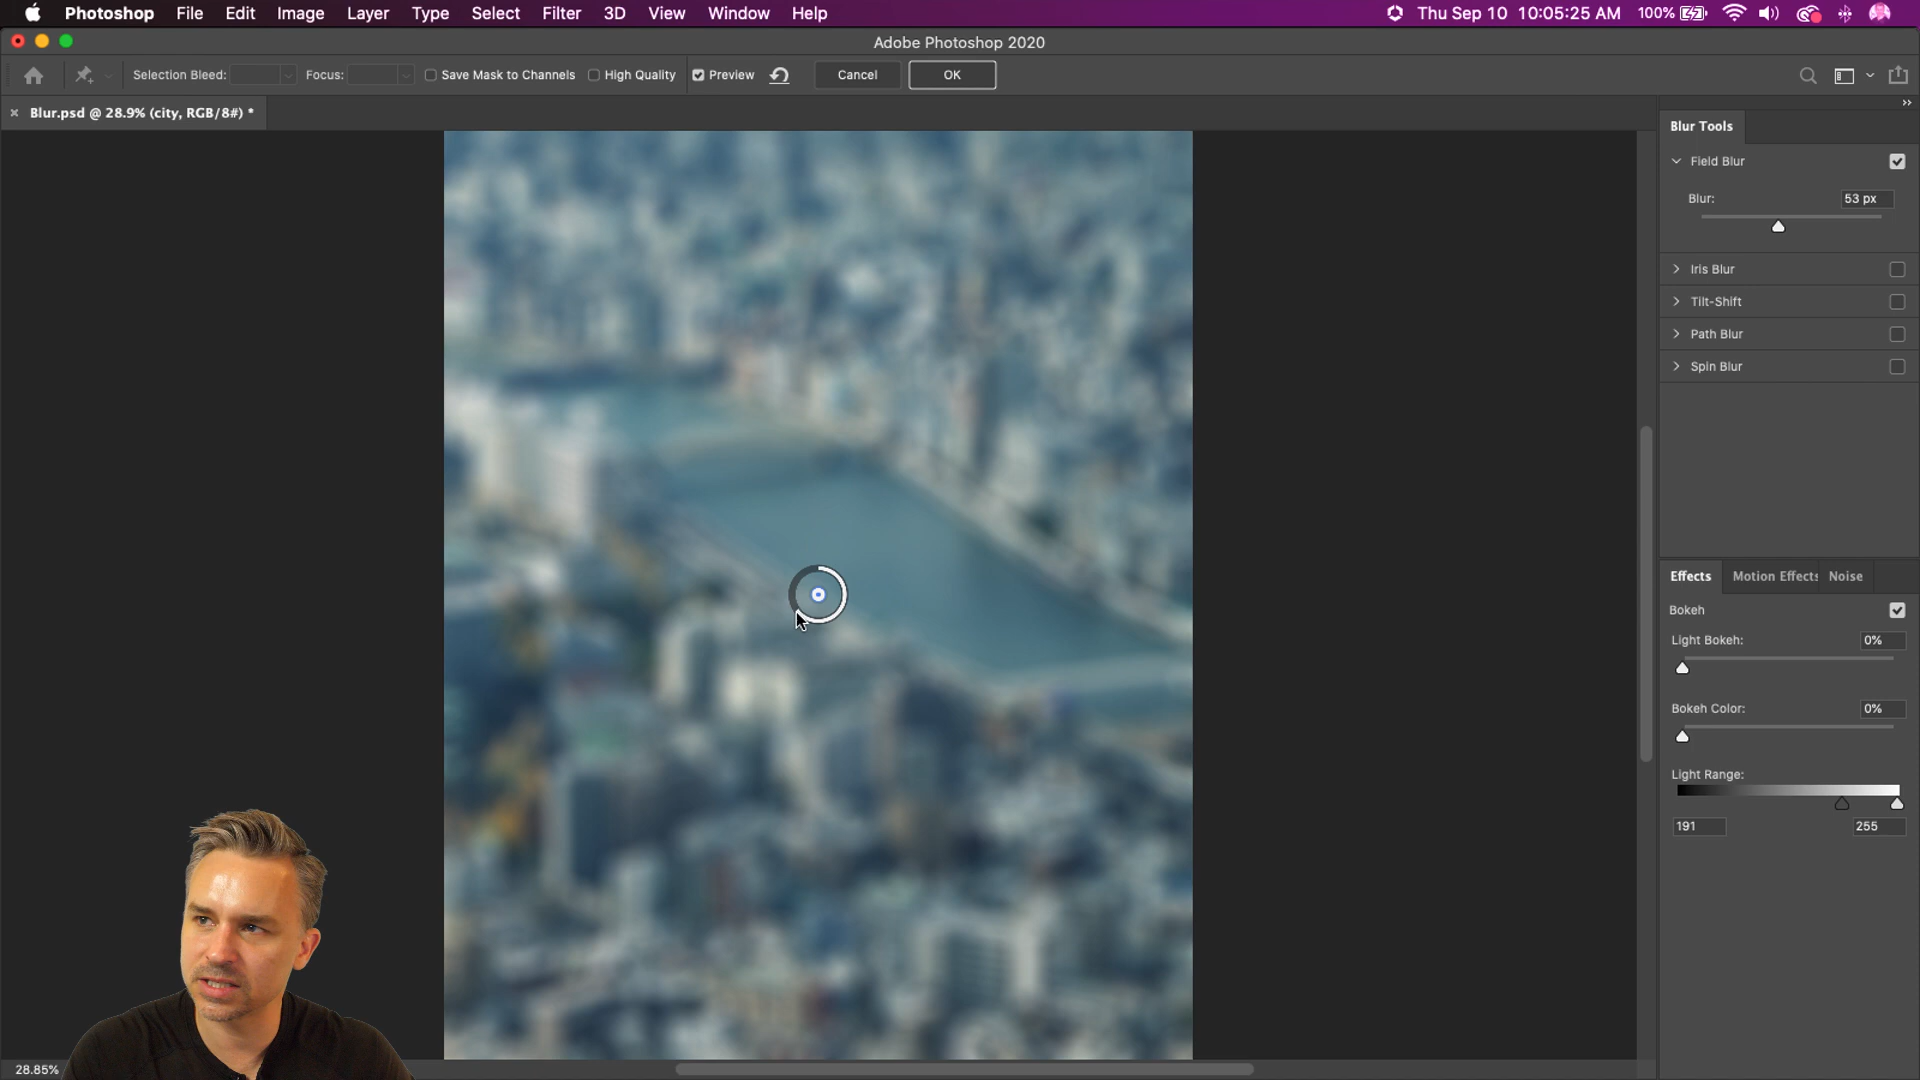 Photoshop File Edit Image Layer Type Select Filter 3D View Window Help Thu Sep 10 10:05:25 AM 100%
Adobe Photoshop 2020
Selection Bleed: Focus: Save Mask to Channels High Quality Preview Cancel OK
Blur.psd @ 28.9% (city, RGB/8#) *
Blur Tools
Field Blur
Blur: 53 px
Iris Blur
Tilt-Shift
Path Blur
Spin Blur
Effects Motion Effects Noise
Bokeh
Light Bokeh: 0%
Bokeh Color: 0%
Light Range:
191 255
28.85%